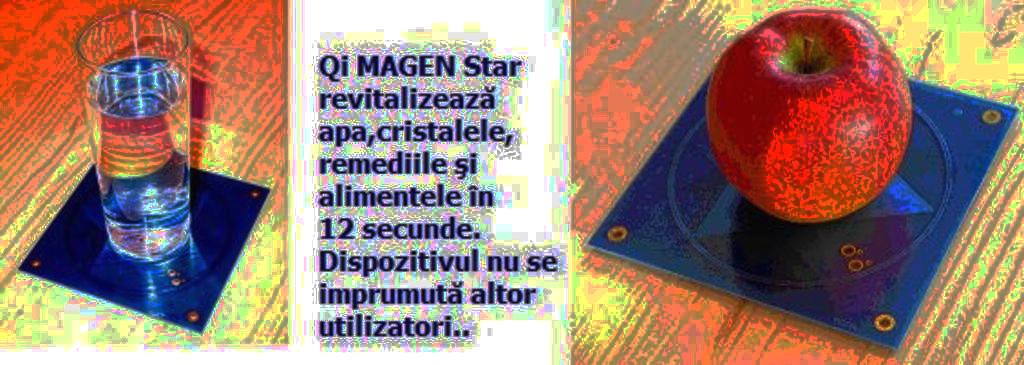 Qi MAGEN Star
revitalizează
apa,cristalele,
remediile şi
alimentele în
12 secunde.
Dispozitivul nu se
imprumută altor
utilizatori..